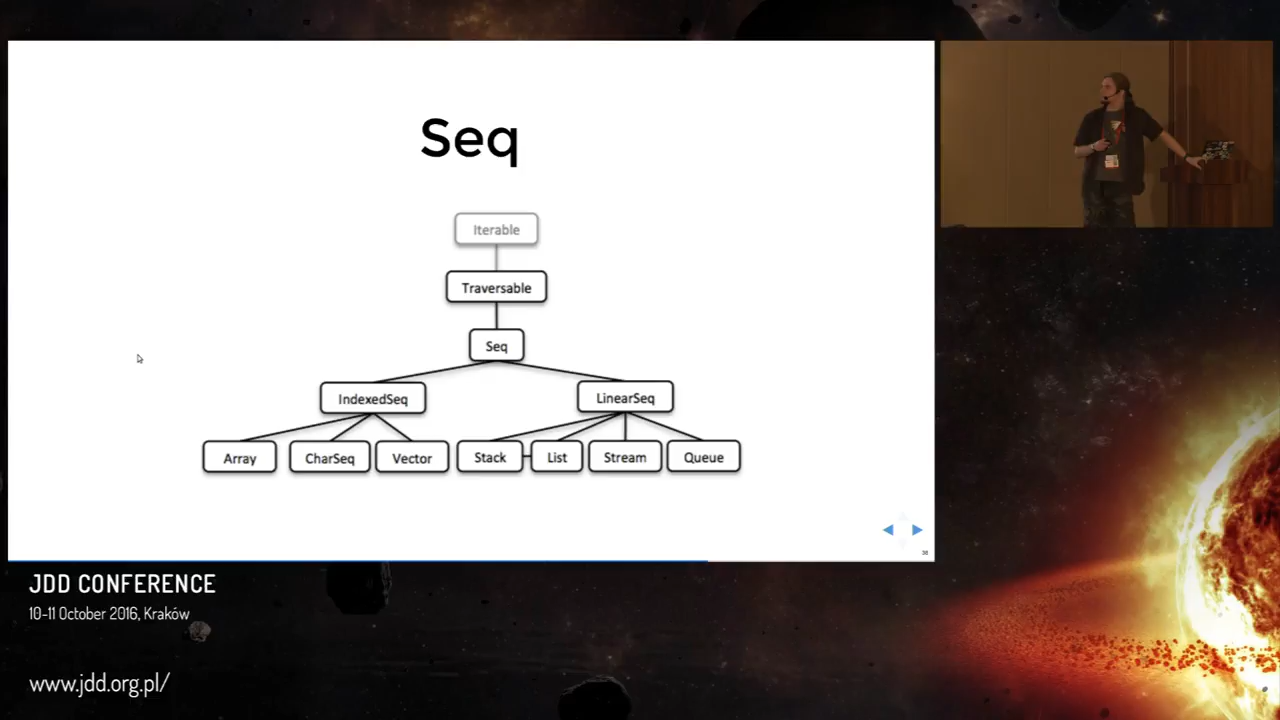 Seq
Iterable
Traversable
Seq
IndexedSeq LinearSeq
Array CharSeq Vector Stack List Stream Queue
38
JDD CONFERENCE
10-11 October 2016, Kraków
www.jdd.org.pl/